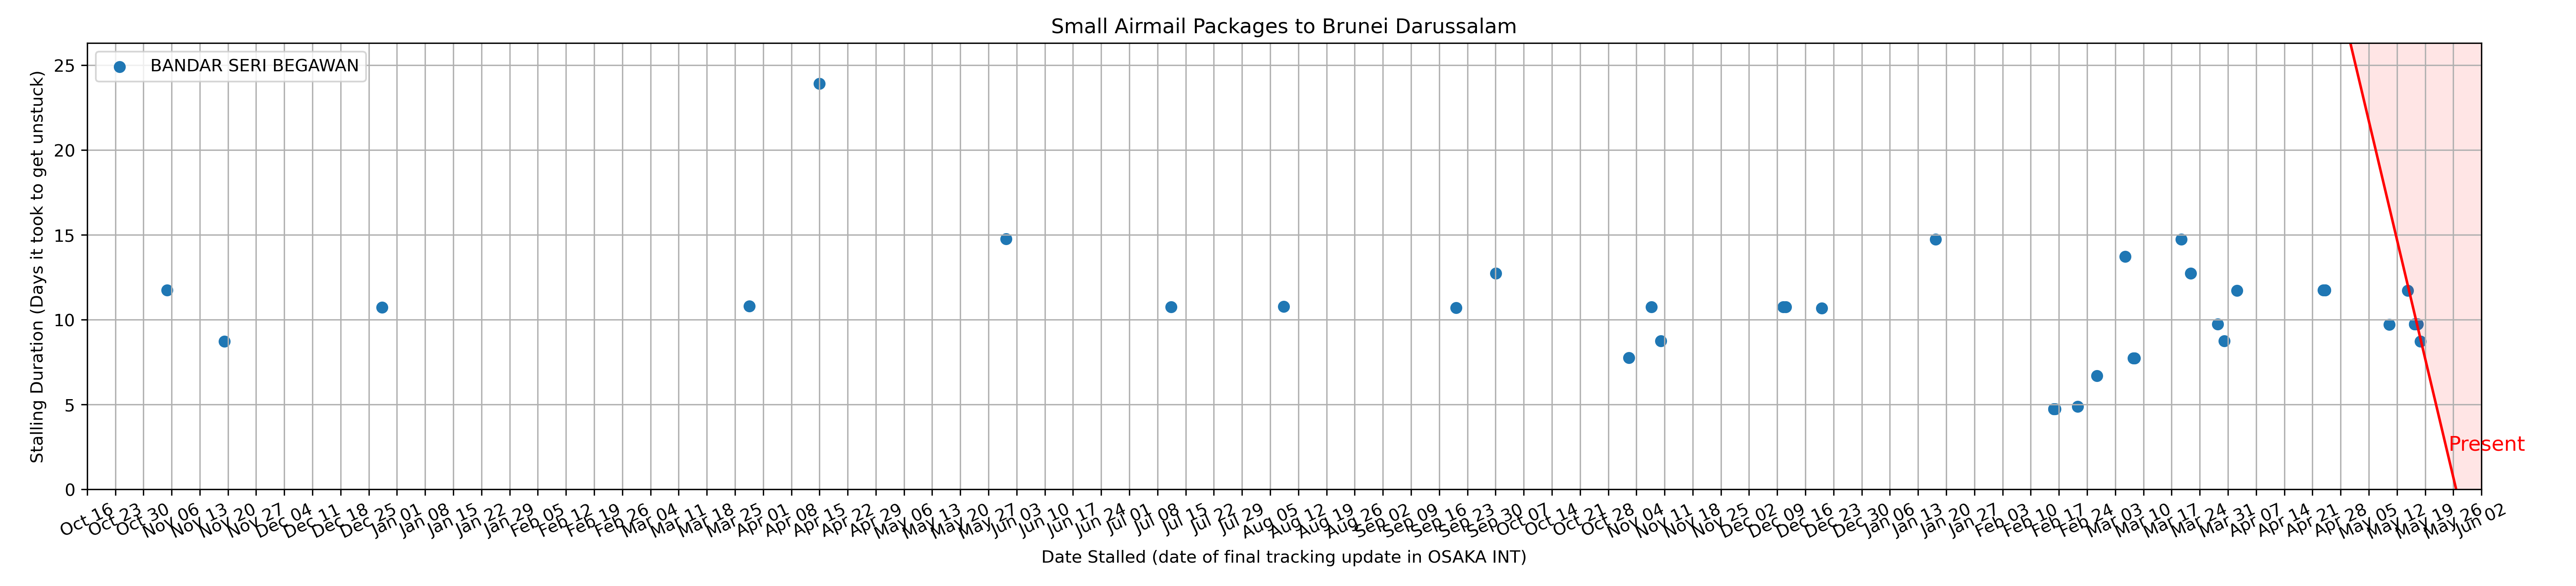 Small Airmail Packages to Brunei Darussalam
BANDAR SERI BEGAWAN
Stalling Duration (Days it took to get unstuck)
25
20
15
10
5
0
Present
Oct 16
Oct 23
Oct 30
Nov 06
Nov 13
Nov 20
Nov 27
Dec 04
Dec 11
Dec 18
Dec 25
Jan 01
Jan 08
Jan 15
Jan 22
Jan 29
Feb 05
Feb 12
Feb 19
Feb 26
Mar 04
Mar 11
Mar 18
Mar 25
Apr 01
Apr 08
Apr 15
Apr 22
Apr 29
May 06
May 13
May 20
May 27
Jun 03
Jun 10
Jun 17
Jun 24
Jul 01
Jul 08
Jul 15
Jul 22
Jul 29
Aug 05
Aug 12
Aug 19
Aug 26
Sep 02
Sep 09
Sep 16
Sep 23
Sep 30
Oct 07
Oct 14
Oct 21
Oct 28
Nov 04
Nov 11
Nov 18
Nov 25
Dec 02
Dec 09
Dec 16
Dec 23
Dec 30
Jan 06
Jan 13
Jan 20
Jan 27
Feb 03
Feb 10
Feb 17
Feb 24
Mar 03
Mar 10
Mar 17
Mar 24
Mar 31
Apr 07
Apr 14
Apr 21
Apr 28
May 05
May 12
May 19
May 26
Jun 02
Date Stalled (date of final tracking update in OSAKA INT)